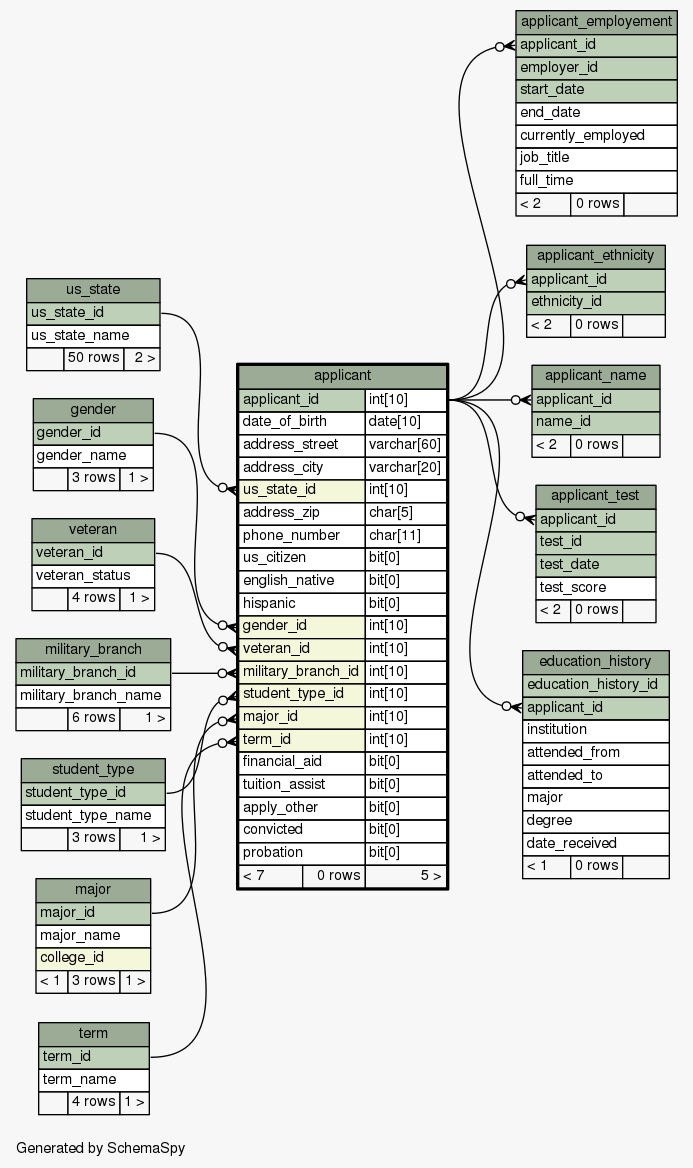 applicant_employement
applicant_id
employer_id
start_date
end_date
currently_employed
job_title
full_time
< 2 0 rows
applicant_ethnicity
applicant_id
ethnicity_id
< 2 0 rows
us_state
us_state_id
us_state_name
50 rows 2 >
gender
gender_id
gender_name
3 rows 1 >
veteran
veteran_id
veteran_status
4 rows 1 >
military_branch
military_branch_id
military_branch_name
6 rows 1 >
student_type
student_type_id
student_type_name
3 rows 1 >
major
major_id
major_name
college_id
< 1 3 rows 1 >
term
term_id
term_name
4 rows 1 >
applicant
applicant_id int[10]
date_of_birth date[10]
address_street varchar[60]
address_city varchar[20]
us_state_id int[10]
address_zip char[5]
phone_number char[11]
us_citizen bit[0]
english_native bit[0]
hispanic bit[0]
gender_id int[10]
veteran_id int[10]
military_branch_id int[10]
student_type_id int[10]
major_id int[10]
term_id int[10]
financial_aid bit[0]
tuition_assist bit[0]
apply_other bit[0]
convicted bit[0]
probation bit[0]
< 7 0 rows 5 >
applicant_name
applicant_id
name_id
< 2 0 rows
applicant_test
applicant_id
test_id
test_date
test_score
< 2 0 rows
education_history
education_history_id
applicant_id
institution
attended_from
attended_to
major
degree
date_received
< 1 0 rows
Generated by SchemaSpy